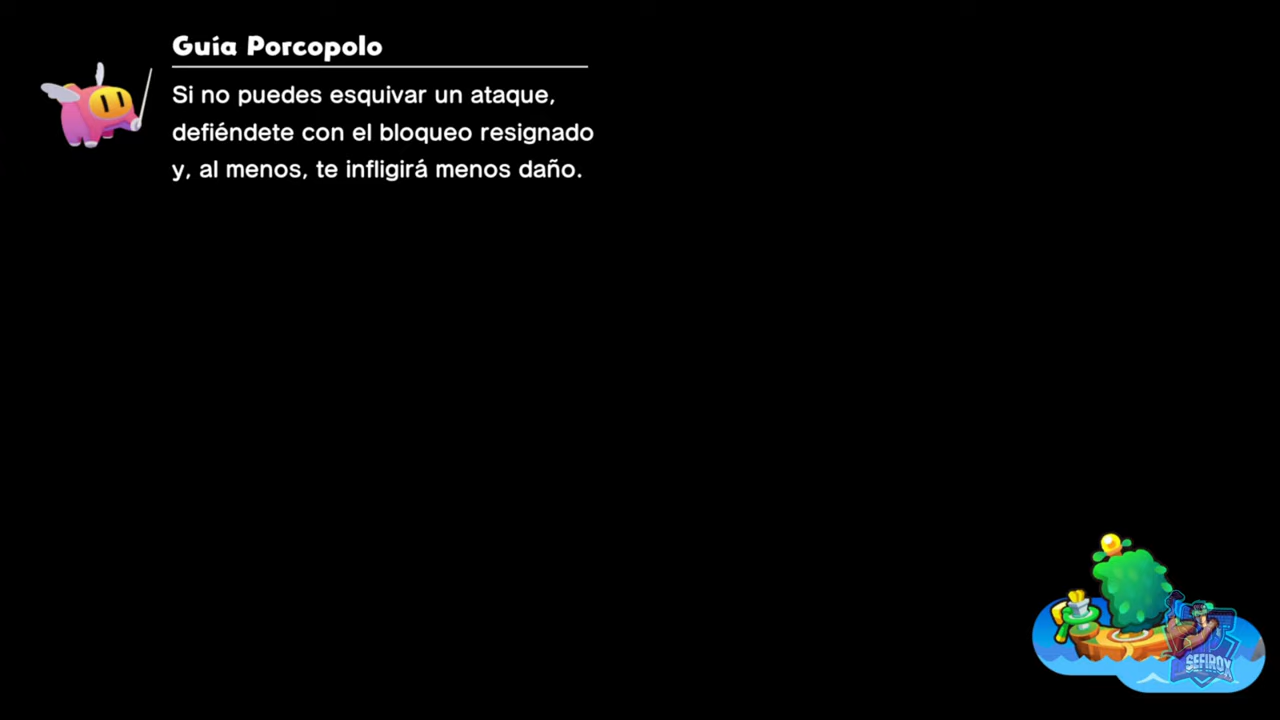 Guía Porcopolo
Si no puedes esquivar un ataque,
defiéndete con el bloqueo resignado
y, al menos, te infligirá menos daño.
SEFIROX